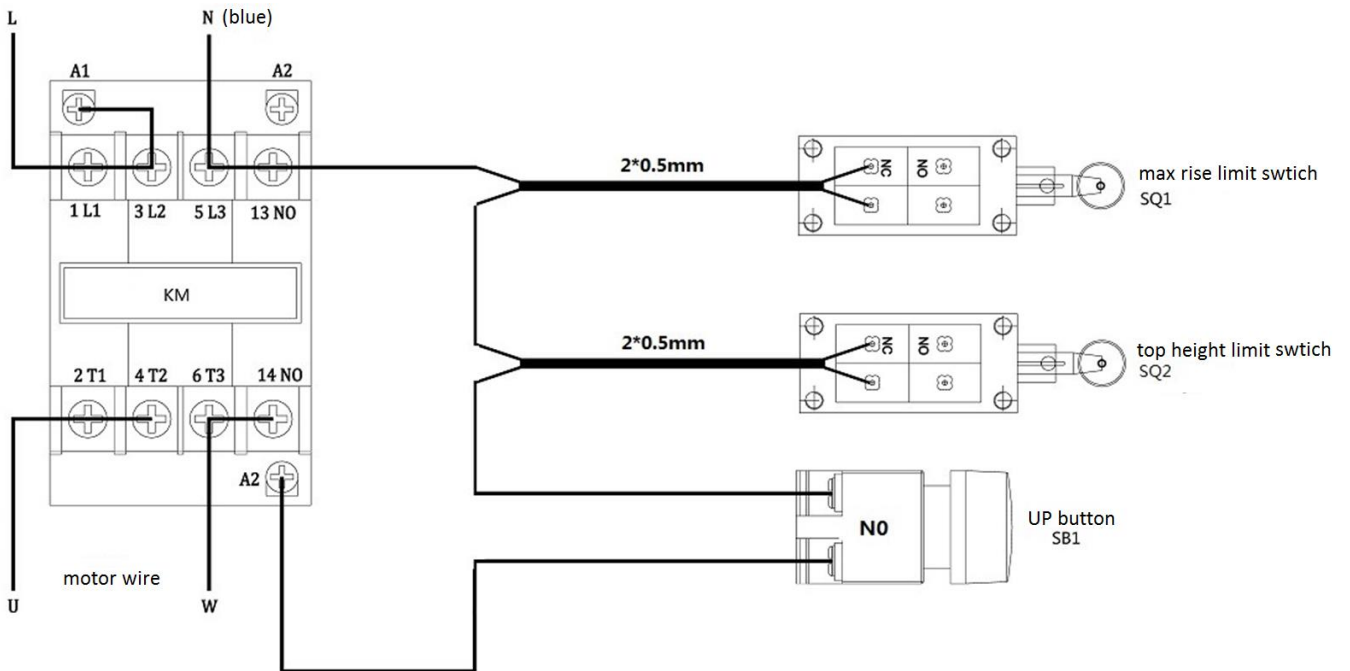 L
N (blue)
A1
A2
1 L1
3 L2
5 L3
13 NO
KM
2 T1
4 T2
6 T3
14 NO
A2
motor wire
U
W
2*0.5mm
NC
NO
max rise limit swtich
SQ1
2*0.5mm
NC
NO
top height limit swtich
SQ2
N0
UP button
SB1